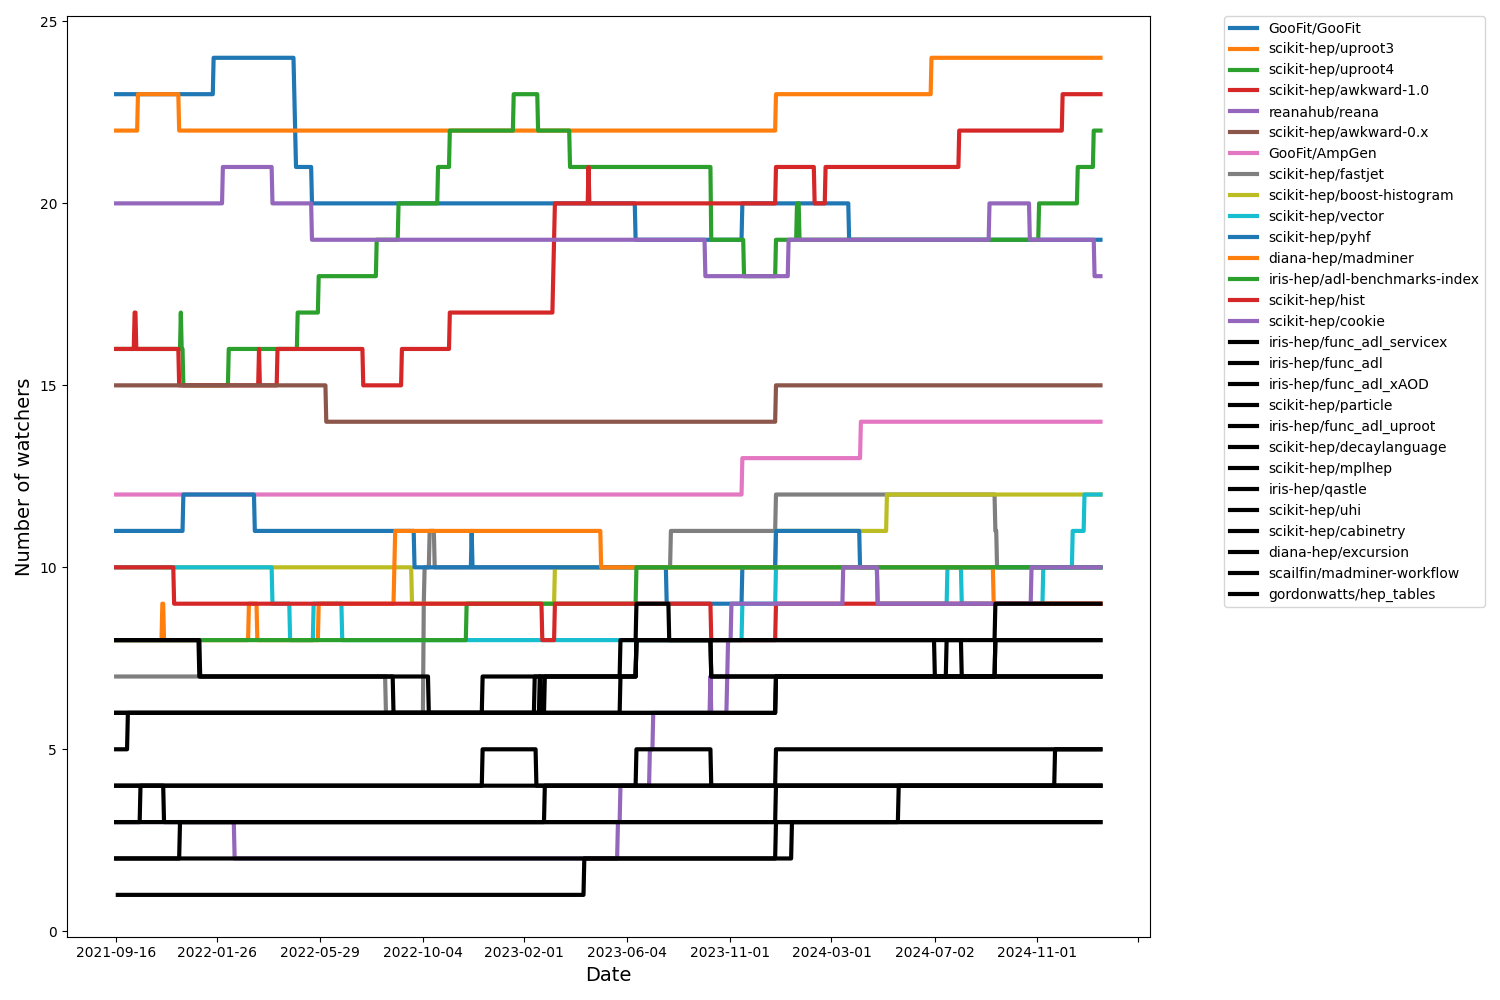 25
20
15
10
5
0
Number of watchers
2021-09-16 2022-01-26 2022-05-29 2022-10-04 2023-02-01 2023-06-04 2023-11-01 2024-03-01 2024-07-02 2024-11-01
Date
GooFit/GooFit
scikit-hep/uproot3
scikit-hep/uproot4
scikit-hep/awkward-1.0
reanahub/reana
scikit-hep/awkward-0.x
GooFit/AmpGen
scikit-hep/fastjet
scikit-hep/boost-histogram
scikit-hep/vector
scikit-hep/pyhf
diana-hep/madminer
iris-hep/adl-benchmarks-index
scikit-hep/hist
scikit-hep/cookie
iris-hep/func_adl_servicex
iris-hep/func_adl
iris-hep/func_adl_xAOD
scikit-hep/particle
iris-hep/func_adl_uproot
scikit-hep/decaylanguage
scikit-hep/mplhep
iris-hep/qastle
scikit-hep/uhi
scikit-hep/cabinetry
diana-hep/excursion
scailfin/madminer-workflow
gordonwatts/hep_tables